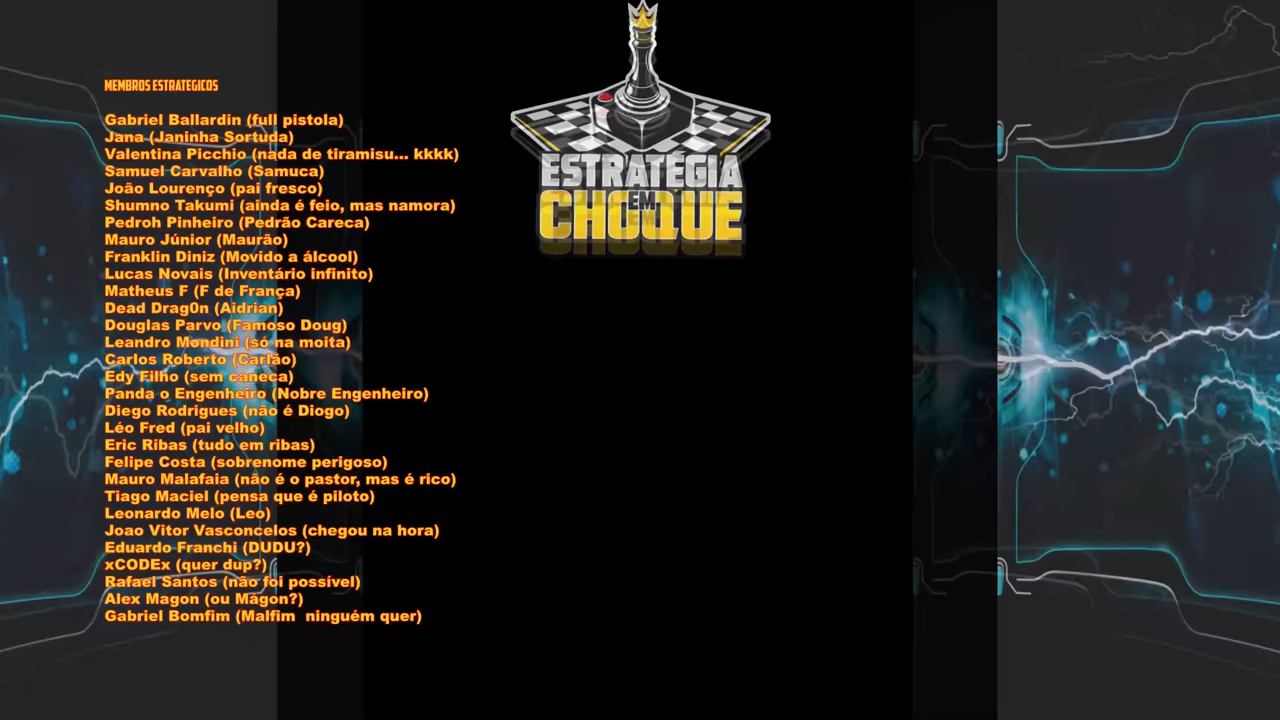 MEMBROS ESTRATEGICOS
Gabriel Ballardin (full pistola)
Jana (Janinha Sortuda)
Valentina Picchio (nada de tiramisu... kkkk)
Samuel Carvalho (Samuca)
João Lourenço (pai fresco)
Shumno Takumi (ainda é feio, mas namora)
Pedroh Pinheiro (Pedrão Careca)
Mauro Júnior (Maurão)
Franklin Diniz (Movido a álcool)
Lucas Novais (Inventário infinito)
Matheus F (F de França)
Dead Drag0n (Aidrian)
Douglas Parvo (Famoso Doug)
Leandro Mondini (só na moita)
Carlos Roberto (Carlão)
Edy Filho (sem caneca)
Panda o Engenheiro (Nobre Engenheiro)
Diego Rodrigues (não é Diogo)
Léo Fred (pai velho)
Eric Ribas (tudo em ribas)
Felipe Costa (sobrenome perigoso)
Mauro Malafaia (não é o pastor, mas é rico)
Tiago Maciel (pensa que é piloto)
Leonardo Melo (Leo)
Joao Vitor Vasconcelos (chegou na hora)
Eduardo Franchi (DUDU?)
xCODEx (quer dup?)
Rafael Santos (não foi possível)
Alex Magon (ou Mágon?)
Gabriel Bomfim (Malfim  ninguém quer)
ESTRATÉGIA
EM
CHOQUE